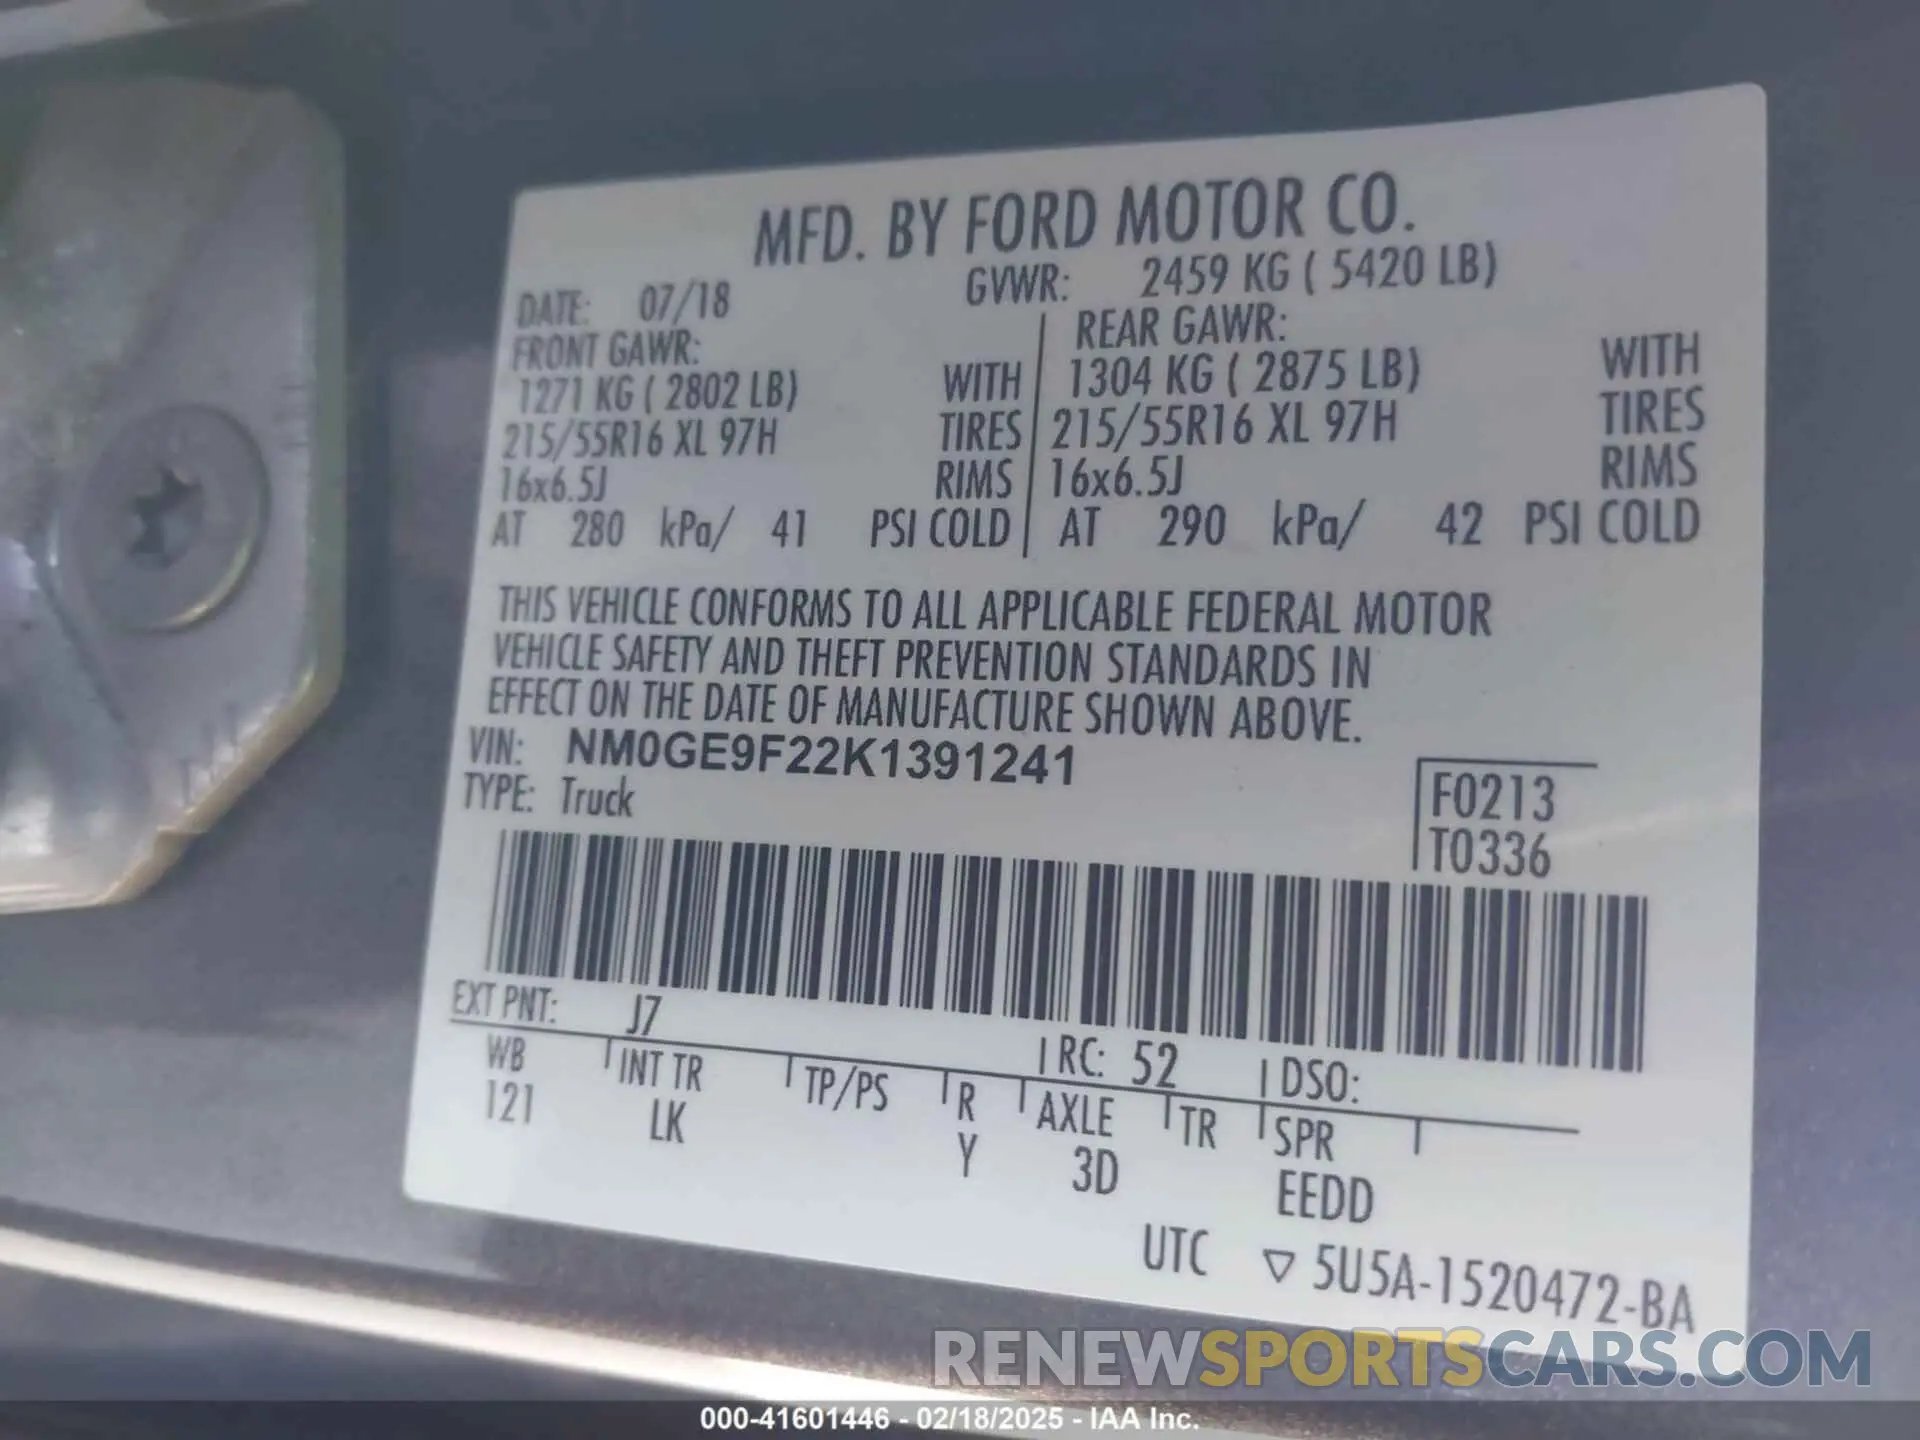 MFD. BY FORD MOTOR CO.
DATE: 07/18 GVWR: 2459 KG ( 5420 LB)
FRONT GAWR: REAR GAWR:
1271 KG ( 2802 LB) WITH 1304 KG ( 2875 LB) WITH
215/55R16 XL 97H TIRES 215/55R16 XL 97H TIRES
16x6.5J RIMS 16x6.5J RIMS
AT 280 kPa/ 41 PSI COLD AT 290 kPa/ 42 PSI COLD
THIS VEHICLE CONFORMS TO ALL APPLICABLE FEDERAL MOTOR
VEHICLE SAFETY AND THEFT PREVENTION STANDARDS IN
EFFECT ON THE DATE OF MANUFACTURE SHOWN ABOVE.
VIN: NM0GE9F22K1391241
TYPE: Truck
F0213
T0336
EXT PNT: J7 RC: 52 DSO:
WB INT TR TP/PS R AXLE TR SPR
121 LK Y 3D EEDD
UTC ▽ 5U5A-1520472-BA
RENEWSPORTSCARS.COM
000-41601446 - 02/18/2025 - IAA Inc.